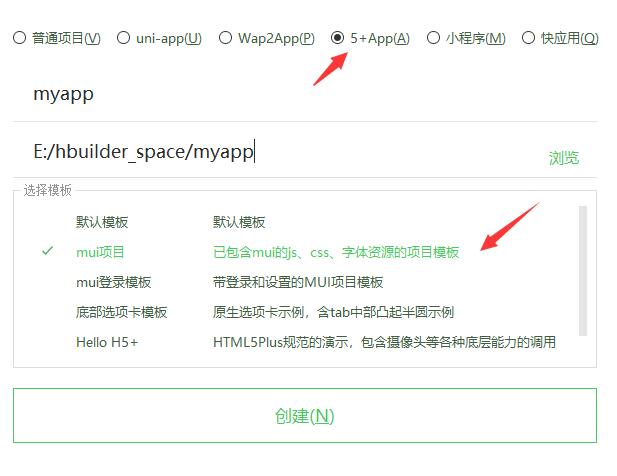 普通项目(V) uni-app(U) Wap2App(P) 5+App(A) 小程序(M) 快应用(Q)
myapp
E:/hbuilder_space/myapp 浏览
选择模板
默认模板 默认模板
mui项目 已包含mui的js、css、字体资源的项目模板
mui登录模板 带登录和设置的MUI项目模板
底部选项卡模板 原生选项卡示例，含tab中部凸起半圆示例
Hello H5+ HTML5Plus规范的演示，包含摄像头等各种底层能力的调用
创建(N)